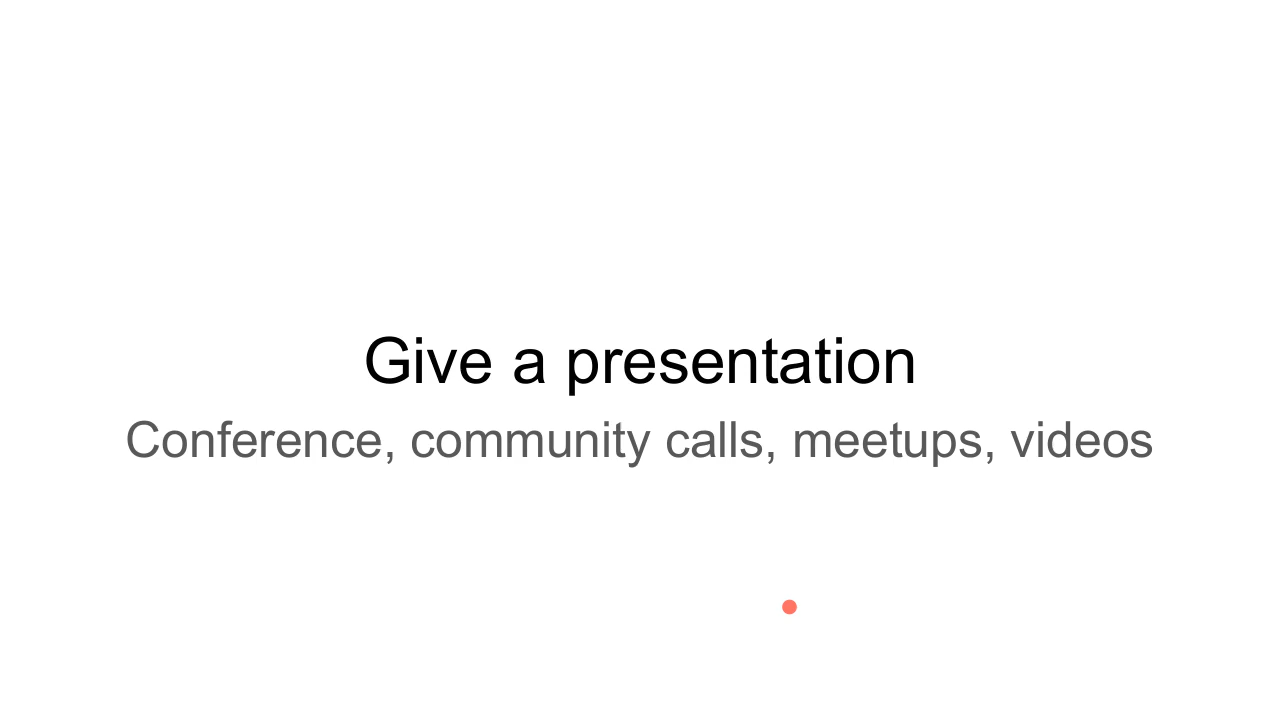 Give a presentation
Conference, community calls, meetups, videos